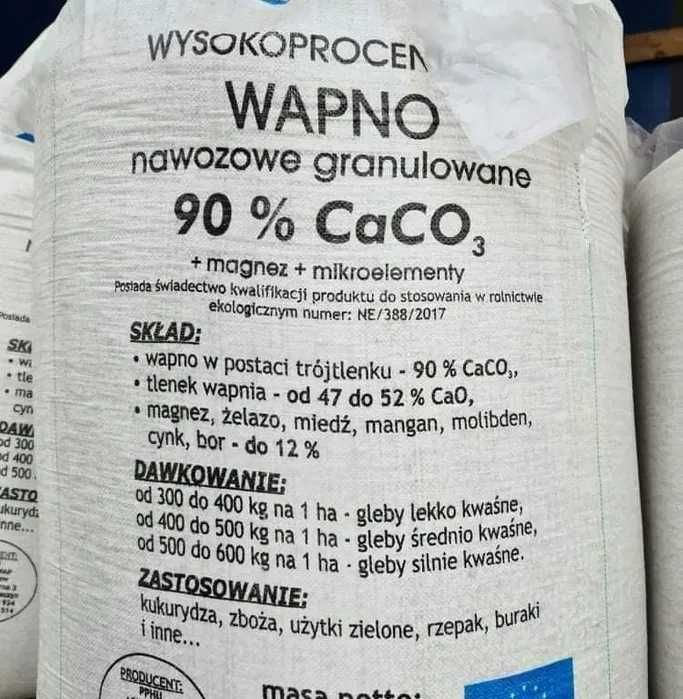 WYSOKOPROCEN
WAPNO
nawozowe granulowane
90 % CaCO₃
+ magnez + mikroelementy
Posiada świadectwo kwalifikacji produktu do stosowania w rolnictwie
ekologicznym numer: NE/388/2017
SKŁAD:
• wapno w postaci trójtlenku - 90 % CaCO₃,
• tlenek wapnia - od 47 do 52 % CaO,
• magnez, żelazo, miedź, mangan, molibden,
cynk, bor - do 12 %
DAWKOWANIE:
od 300 do 400 kg na 1 ha - gleby lekko kwaśne,
od 400 do 500 kg na 1 ha - gleby średnio kwaśne,
od 500 do 600 kg na 1 ha - gleby silnie kwaśne.
ZASTOSOWANIE:
kukurydza, zboża, użytki zielone, rzepak, buraki
i inne...
PRODUCENT:
PPHU
masa netto: